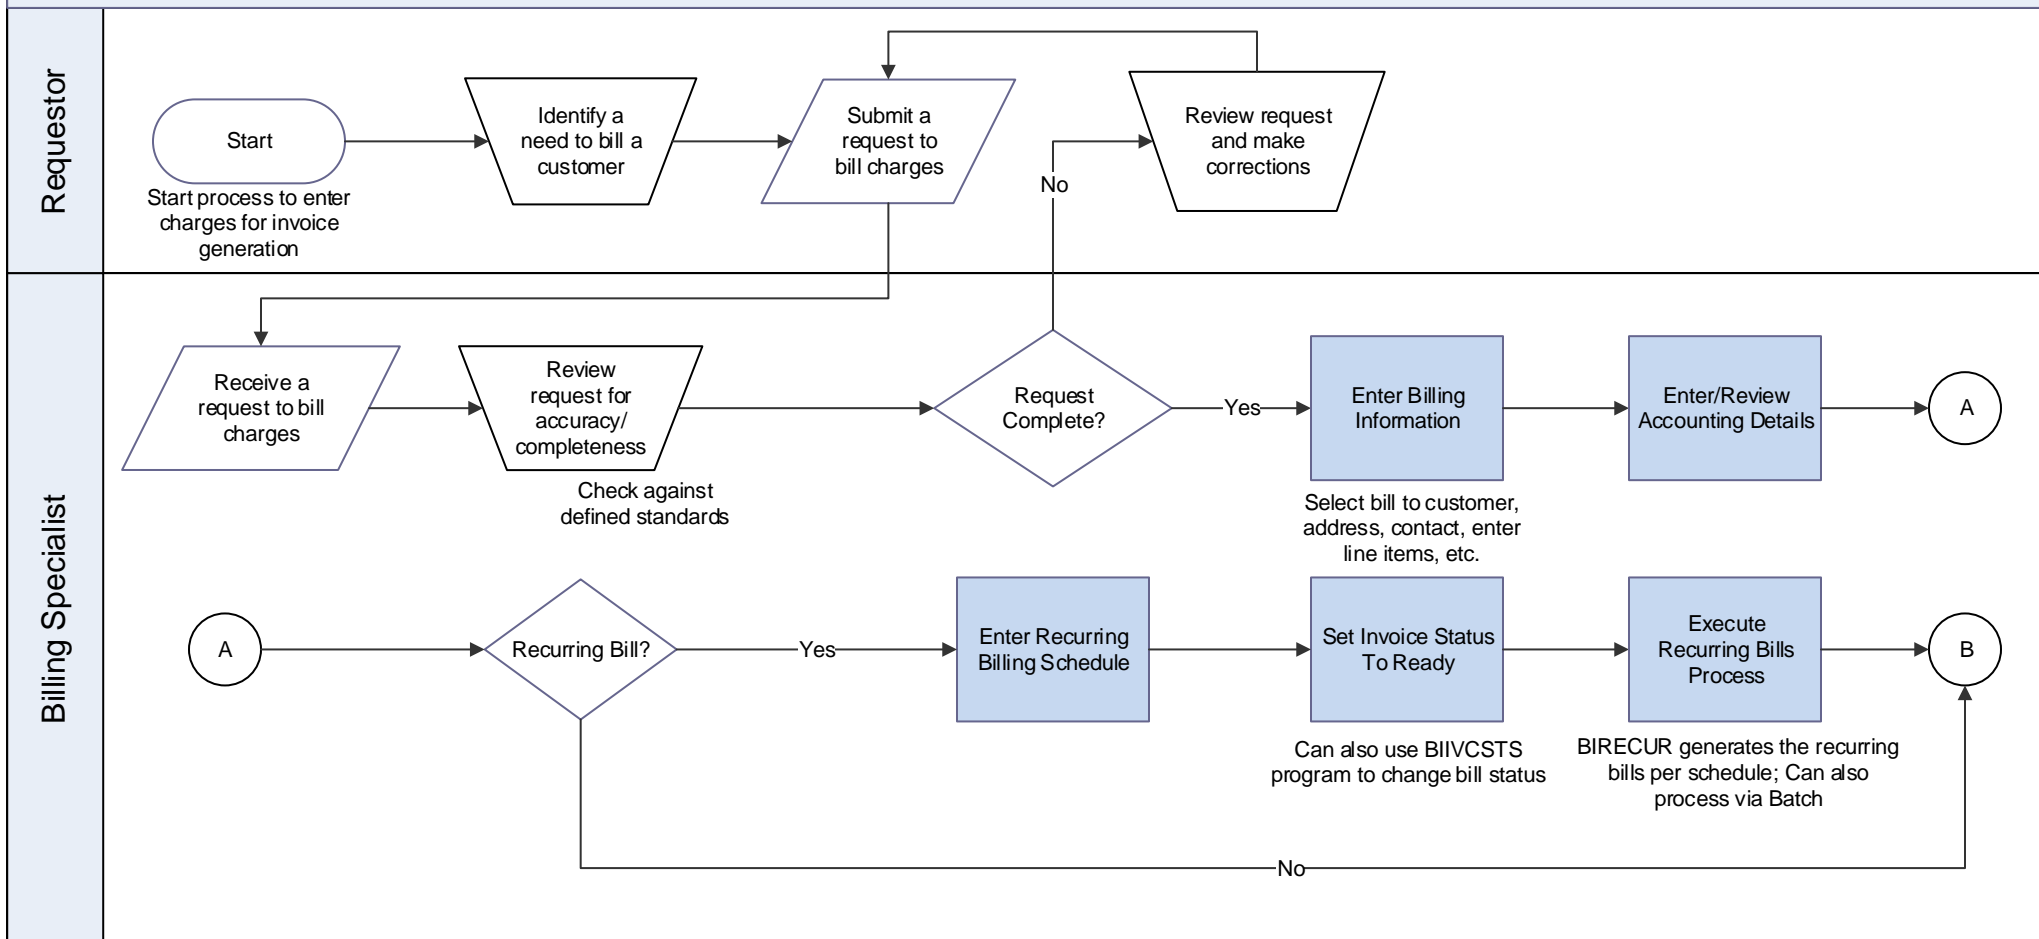 Requestor
Start
Start process to enter
charges for invoice
generation
Identify a
need to bill a
customer
Submit a
request to
bill charges
No
Review request
and make
corrections
Billing Specialist
Receive a
request to bill
charges
Review
request for
accuracy/
completeness
Check against
defined standards
Request
Complete?
Yes
Enter Billing
Information
Select bill to customer,
address, contact, enter
line items, etc.
Enter/Review
Accounting Details
A
A
Recurring Bill?
Yes
Enter Recurring
Billing Schedule
Set Invoice Status
To Ready
Can also use BIIVCSTS
program to change bill status
Execute
Recurring Bills
Process
BIRECUR generates the recurring
bills per schedule; Can also
process via Batch
B
No